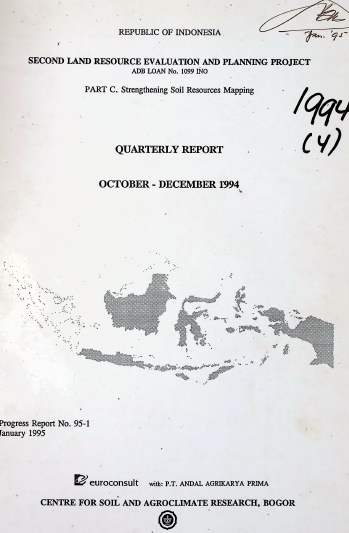 REPUBLIC OF INDONESIA
Jan. '95
SECOND LAND RESOURCE EVALUATION AND PLANNING PROJECT
ADB LOAN No. 1099 INO
PART C. Strengthening Soil Resources Mapping
1994
(4)
QUARTERLY REPORT
OCTOBER - DECEMBER 1994
Progress Report No. 95-1
January 1995
euroconsult with: P.T. ANDAL AGRIKARYA PRIMA
CENTRE FOR SOIL AND AGROCLIMATE RESEARCH, BOGOR